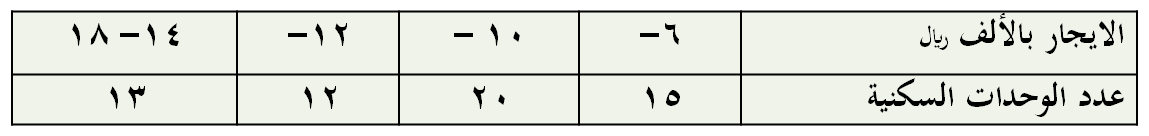 الايجار بالألف ريال ٦– ١٠ – ١٢– ١٤– ١٨
عدد الوحدات السكنية ١٥ ٢٠ ١٢ ١٣